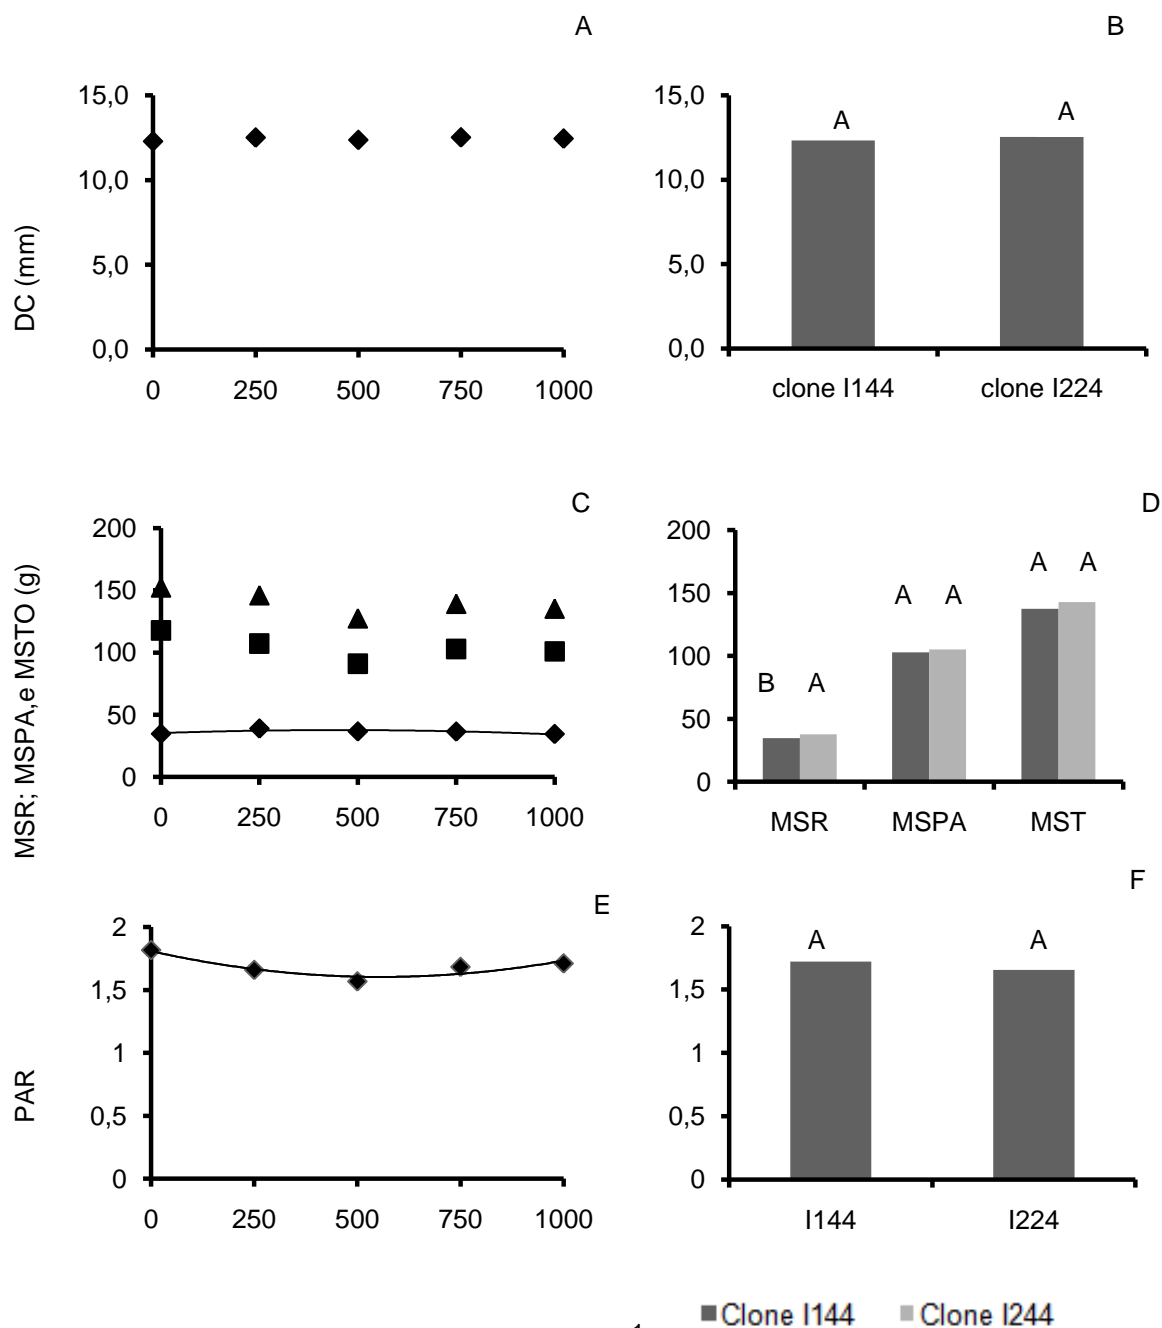 A
B
15,0
10,0
5,0
0,0
DC (mm)
0 250 500 750 1000
15,0
10,0
5,0
0,0
A A
clone I144 clone I224
C
D
200
150
100
50
0
MSR; MSPA,e MSTO (g)
0 250 500 750 1000
200
150
100
50
0
B A A A A A
MSR MSPA MST
E
F
2
1,5
1
0,5
0
PAR
0 250 500 750 1000
2
1,5
1
0,5
0
A A
I144 I224
Clone I144 Clone I244